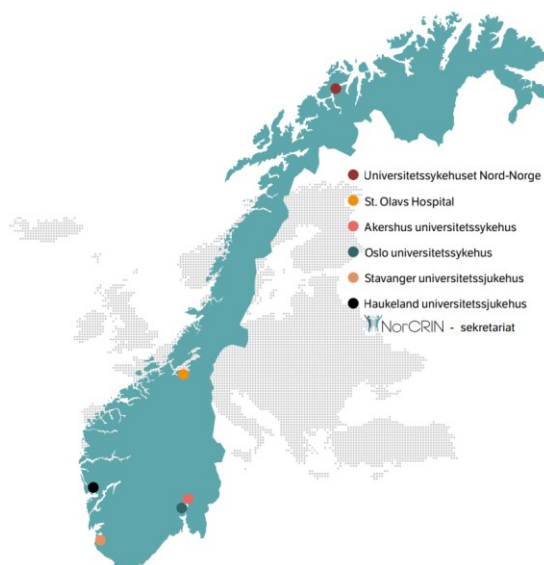 Universitetssykehuset Nord-Norge
St. Olavs Hospital
Akershus universitetssykehus
Oslo universitetssykehus
Stavanger universitetssjukehus
Haukeland universitetssjukehus
NorCRIN - sekretariat